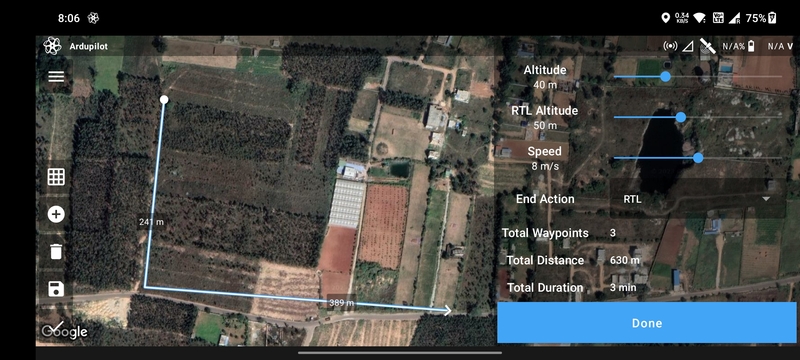 8:06
0.34
KB/S
75%
Ardupilot
N/A%
N/A V
Altitude
40 m
RTL Altitude
50 m
Speed
8 m/s
End Action
RTL
241 m
Total Waypoints
3
Total Distance
630 m
389 m
Total Duration
3 min
Google
Done